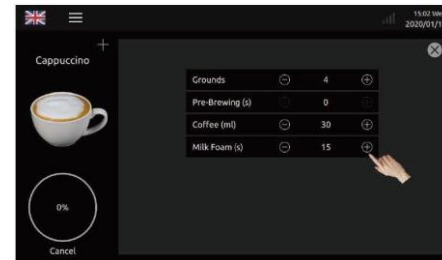 15:02 We
2020/01/1
Cappuccino
Grounds 4
Pre-Brewing (s) 0
Coffee (ml) 30
Milk Foam (s) 15
0%
Cancel